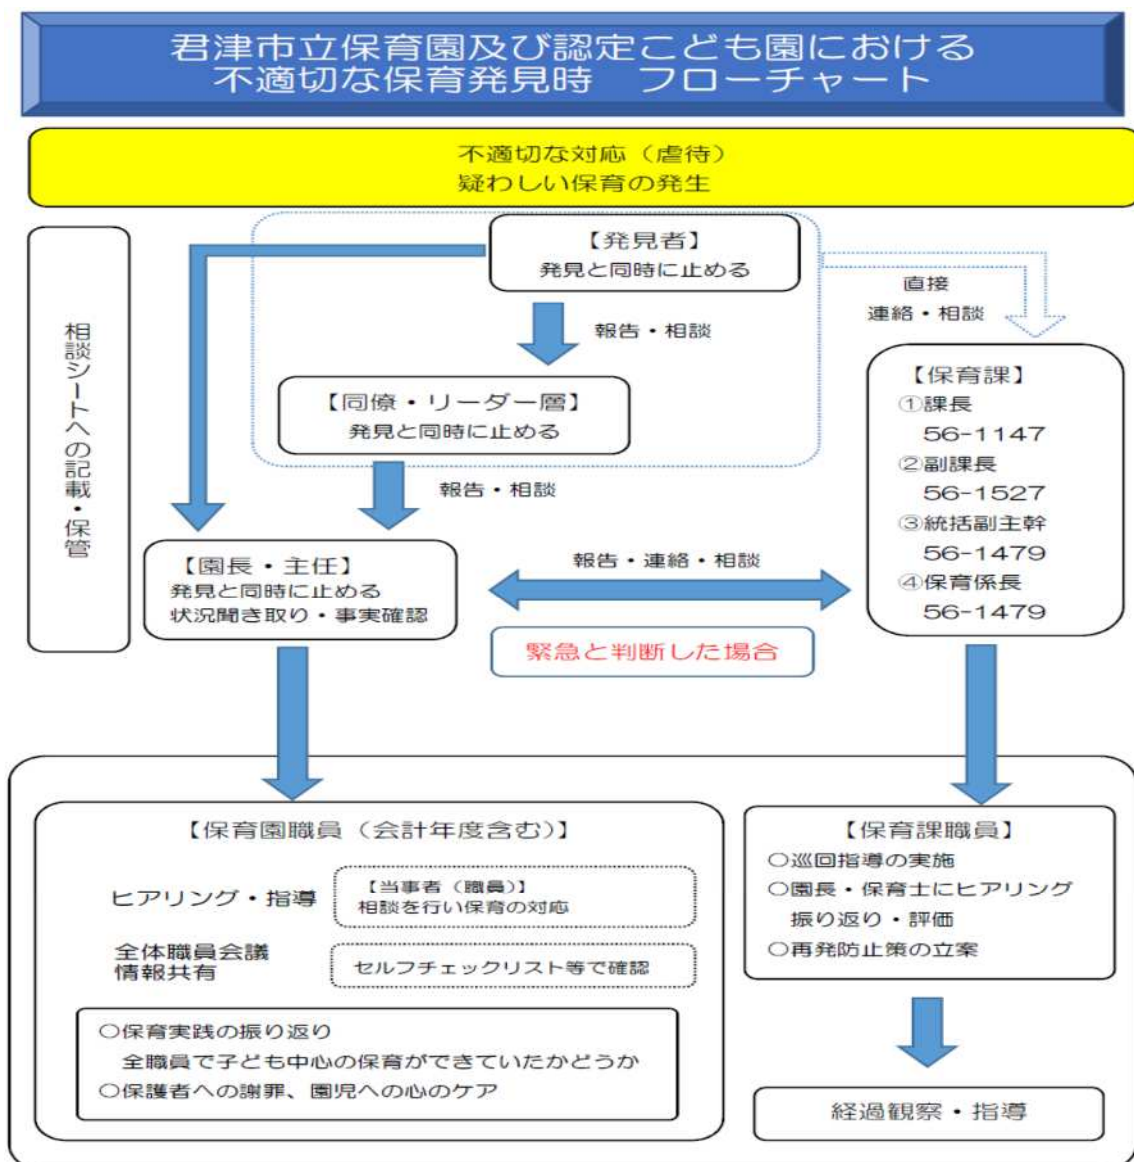 君津市立保育園及び認定こども園における
不適切な保育発見時　フローチャート
不適切な対応（虐待）
疑わしい保育の発生
相談シートへの記載・保管
【発見者】
発見と同時に止める
直接
連絡・相談
報告・相談
【同僚・リーダー層】
発見と同時に止める
報告・相談
【保育課】
①課長
56-1147
②副課長
56-1527
③統括副主幹
56-1479
④保育係長
56-1479
【園長・主任】
発見と同時に止める
状況聞き取り・事実確認
報告・連絡・相談
緊急と判断した場合
【保育園職員（会計年度含む）】
ヒアリング・指導
【当事者（職員）】
相談を行い保育の対応
全体職員会議
情報共有
セルフチェックリスト等で確認
○保育実践の振り返り
全職員で子ども中心の保育ができていたかどうか
○保護者への謝罪、園児への心のケア
【保育課職員】
○巡回指導の実施
○園長・保育士にヒアリング
振り返り・評価
○再発防止策の立案
経過観察・指導